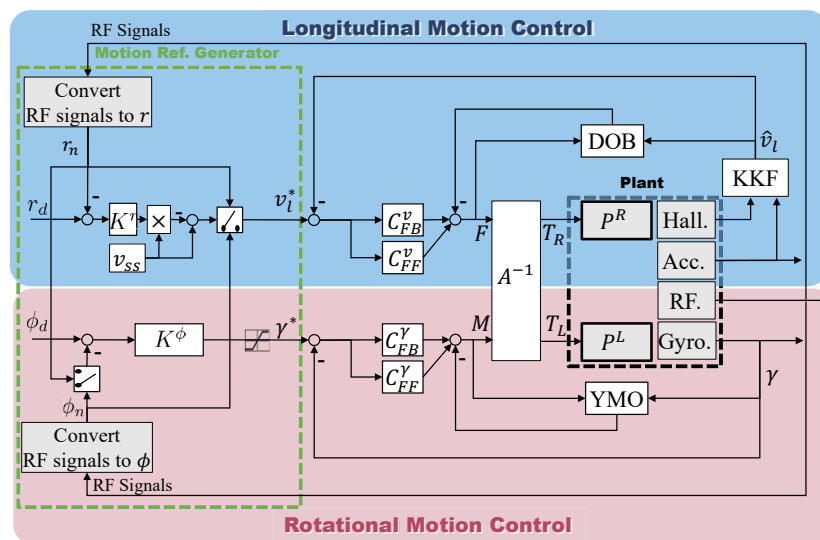 RF Signals
Longitudinal Motion Control
Motion Ref. Generator
Convert
RF signals to r
r_n
DOB
v̂_l
KKF
Plant
r_d
K^r
×
v_ss
v_l^*
C_FB^v
C_FF^v
F
T_R
P^R
Hall.
Acc.
A^{-1}
RF.
ϕ_d
K^ϕ
γ^*
C_FB^γ
C_FF^γ
M
T_L
P^L
Gyro.
γ
YMO
ϕ_n
Convert
RF signals to ϕ
RF Signals
Rotational Motion Control